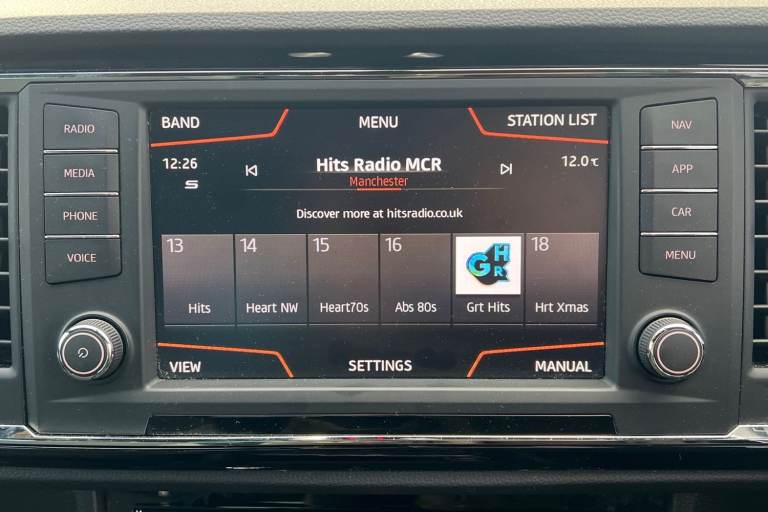 BAND MENU STATION LIST
RADIO
MEDIA
PHONE
VOICE
12:26
Hits Radio MCR
12.0 °C
Manchester
Discover more at hitsradio.co.uk
13 14 15 16 18
GHR
Hits Heart NW Heart70s Abs 80s Grt Hits Hrt Xmas
VIEW SETTINGS MANUAL
NAV
APP
CAR
MENU